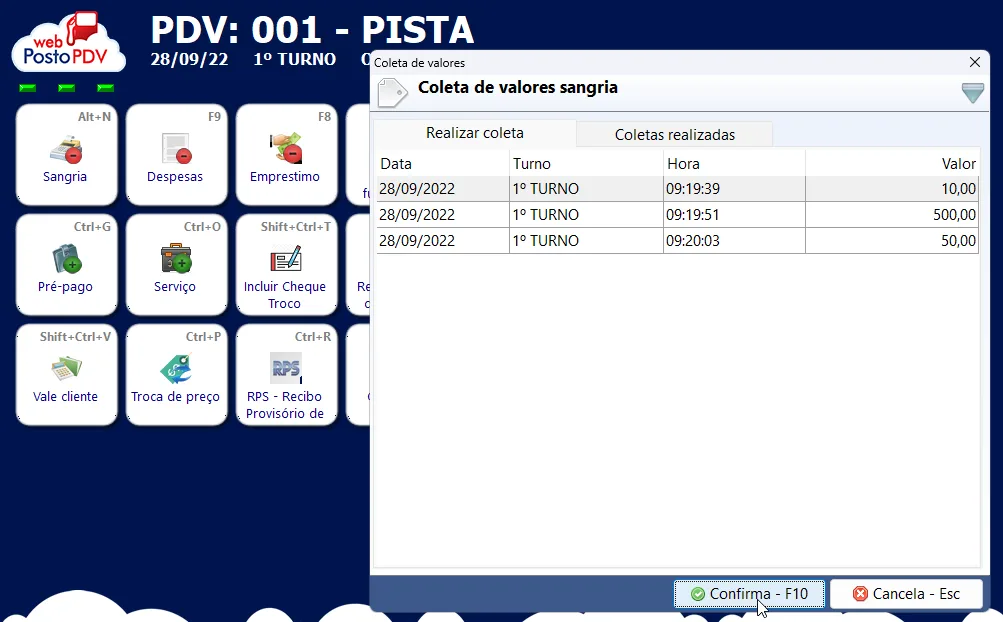 web
PostoPDV
PDV: 001 - PISTA
28/09/22 1º TURNO
Alt+N
Sangria
F9
Despesas
F8
Emprestimo
Ctrl+G
Pré-pago
Ctrl+O
Serviço
Shift+Ctrl+T
Incluir Cheque
Troco
Shift+Ctrl+V
Vale cliente
Ctrl+P
Troca de preço
Ctrl+R
RPS
RPS - Recibo
Provisório de
Coleta de valores
Coleta de valores sangria
Realizar coleta Coletas realizadas
Data Turno Hora Valor
28/09/2022 1º TURNO 09:19:39 10,00
28/09/2022 1º TURNO 09:19:51 500,00
28/09/2022 1º TURNO 09:20:03 50,00
Confirma - F10 Cancela - Esc